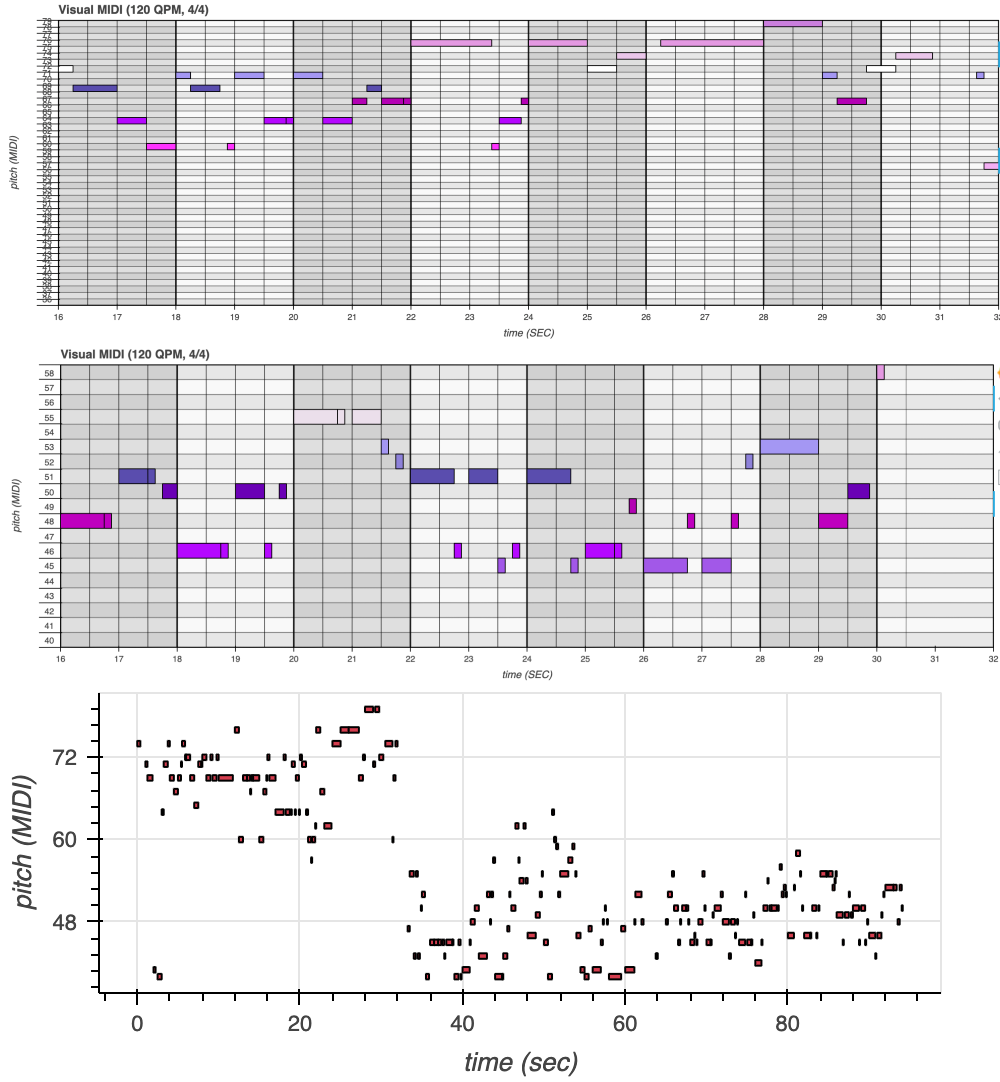 Visual MIDI (120 QPM, 4/4)
pitch (MIDI)
16 17 18 19 20 21 22 23 24 25 26 27 28 29 30 31 32
time (SEC)
Visual MIDI (120 QPM, 4/4)
58
57
56
55
54
53
52
51
50
49
48
47
46
45
44
43
42
41
40
pitch (MIDI)
16 17 18 19 20 21 22 23 24 25 26 27 28 29 30 31 32
time (SEC)
72
60
48
pitch (MIDI)
0 20 40 60 80
time (sec)